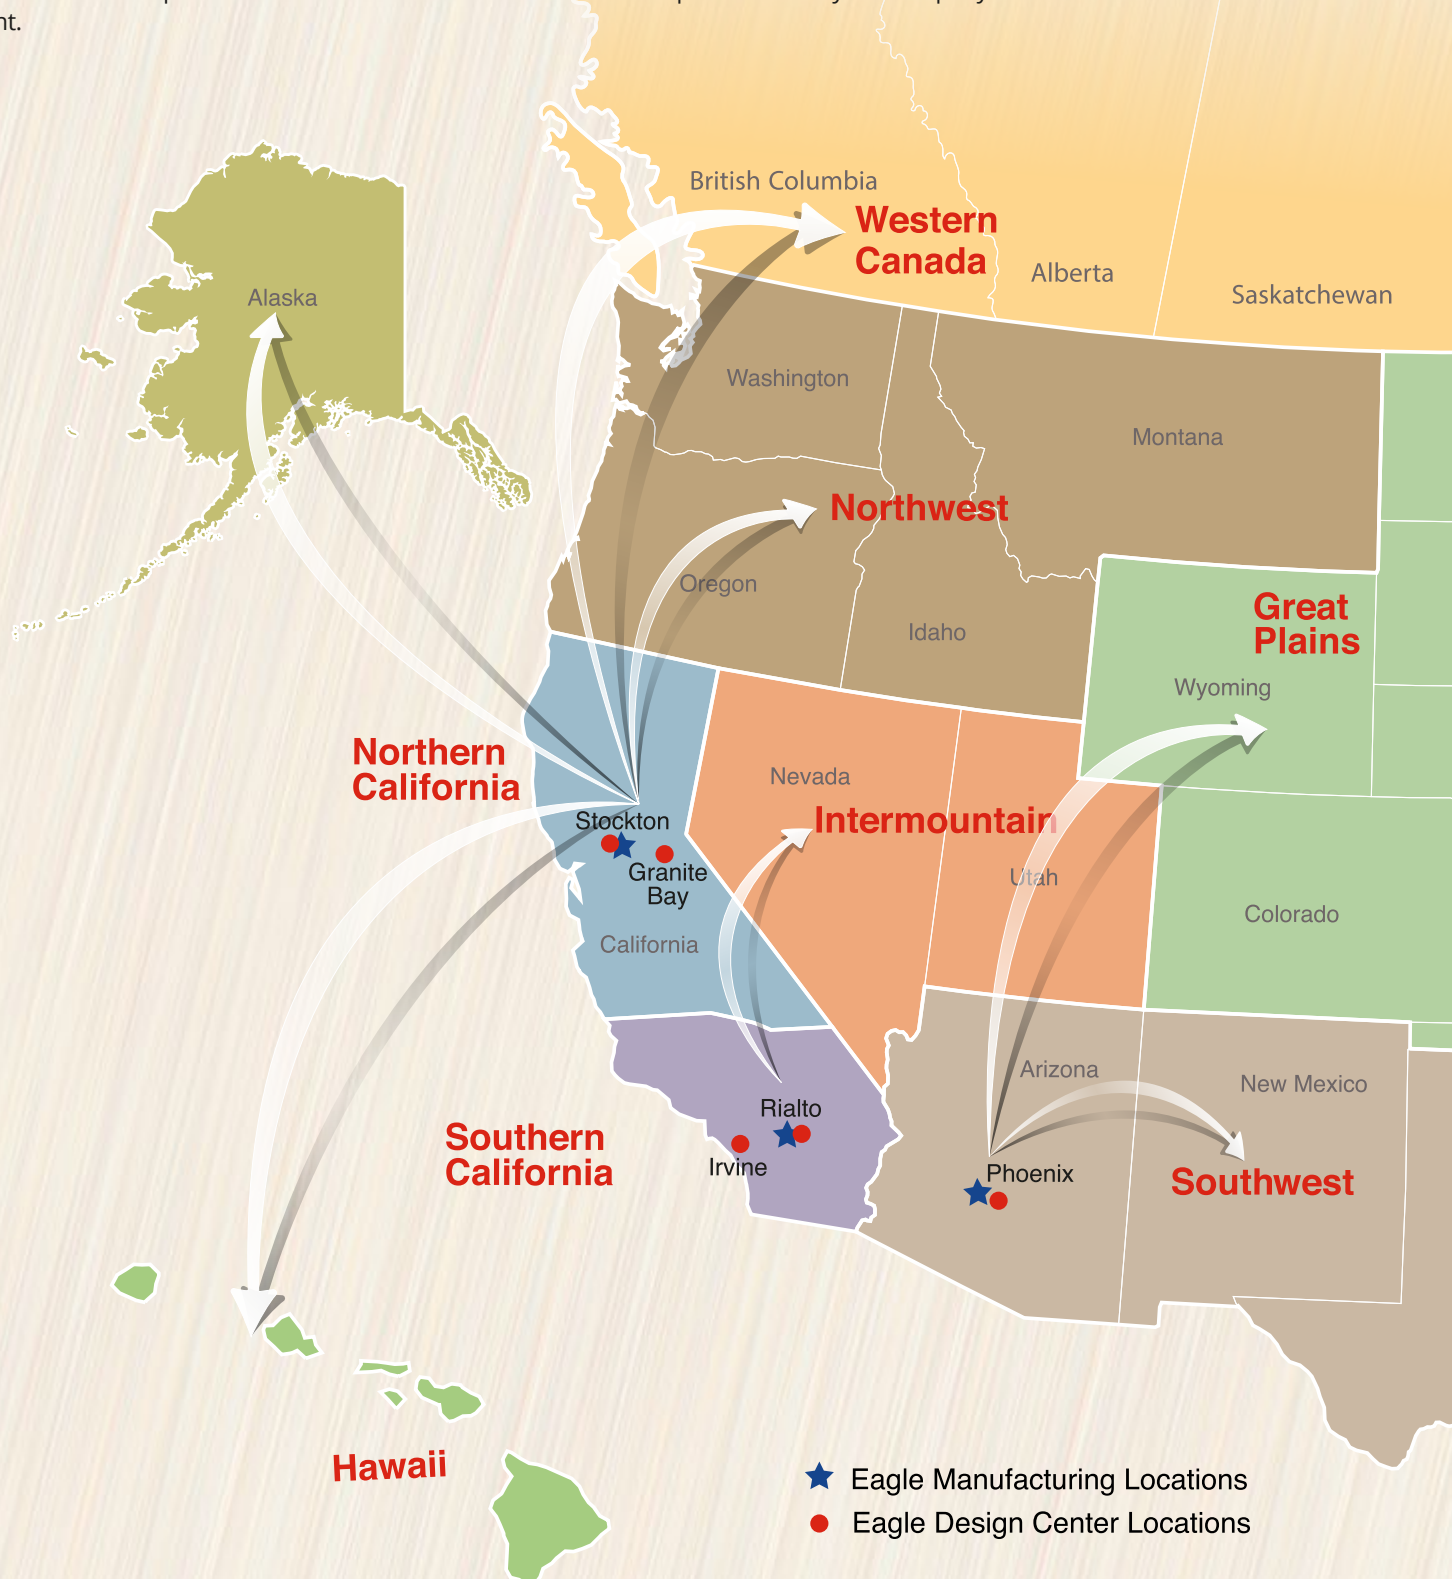 nt.
British Columbia
Western
Canada
Alberta
Saskatchewan
Alaska
Washington
Montana
Northwest
Oregon
Idaho
Great
Plains
Wyoming
Northern
California
Nevada
Intermountain
Stockton
Granite
Bay
Utah
Colorado
California
Arizona
New Mexico
Rialto
Southern
California
Irvine
Phoenix
Southwest
Hawaii
Eagle Manufacturing Locations
Eagle Design Center Locations